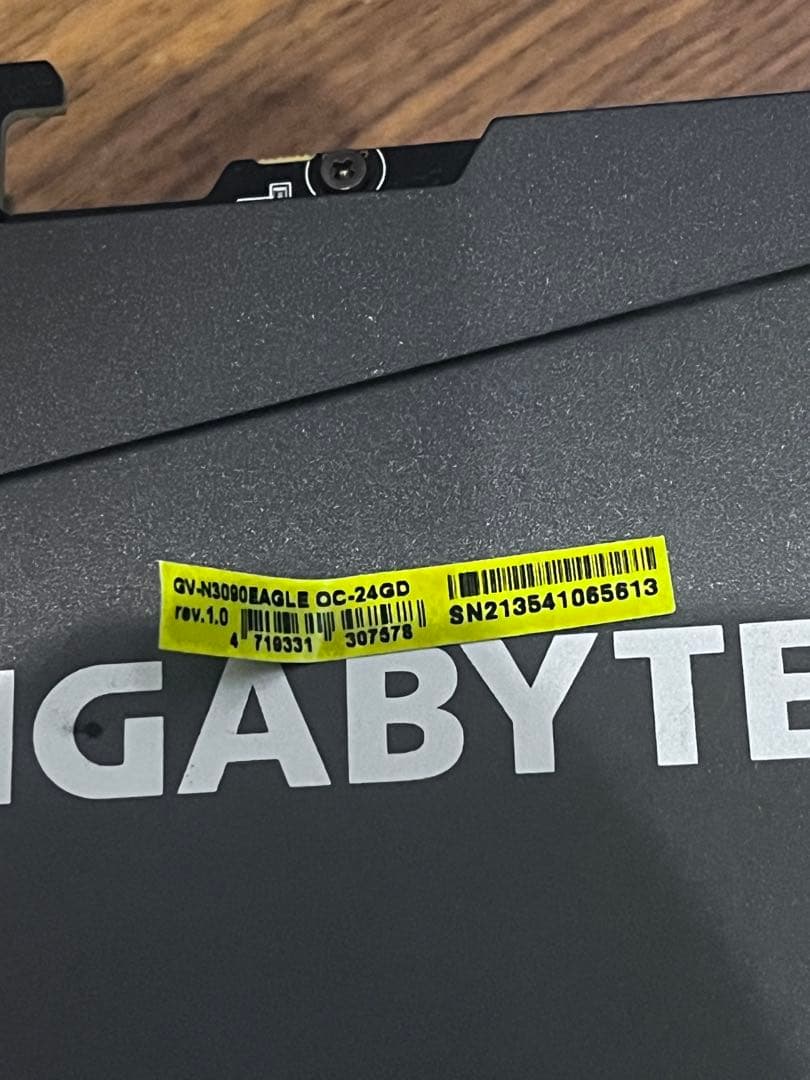 GV-N3090EAGLE OC-24GD
rev.1.0
4 719331 307578
SN213541065613
IGABYTE